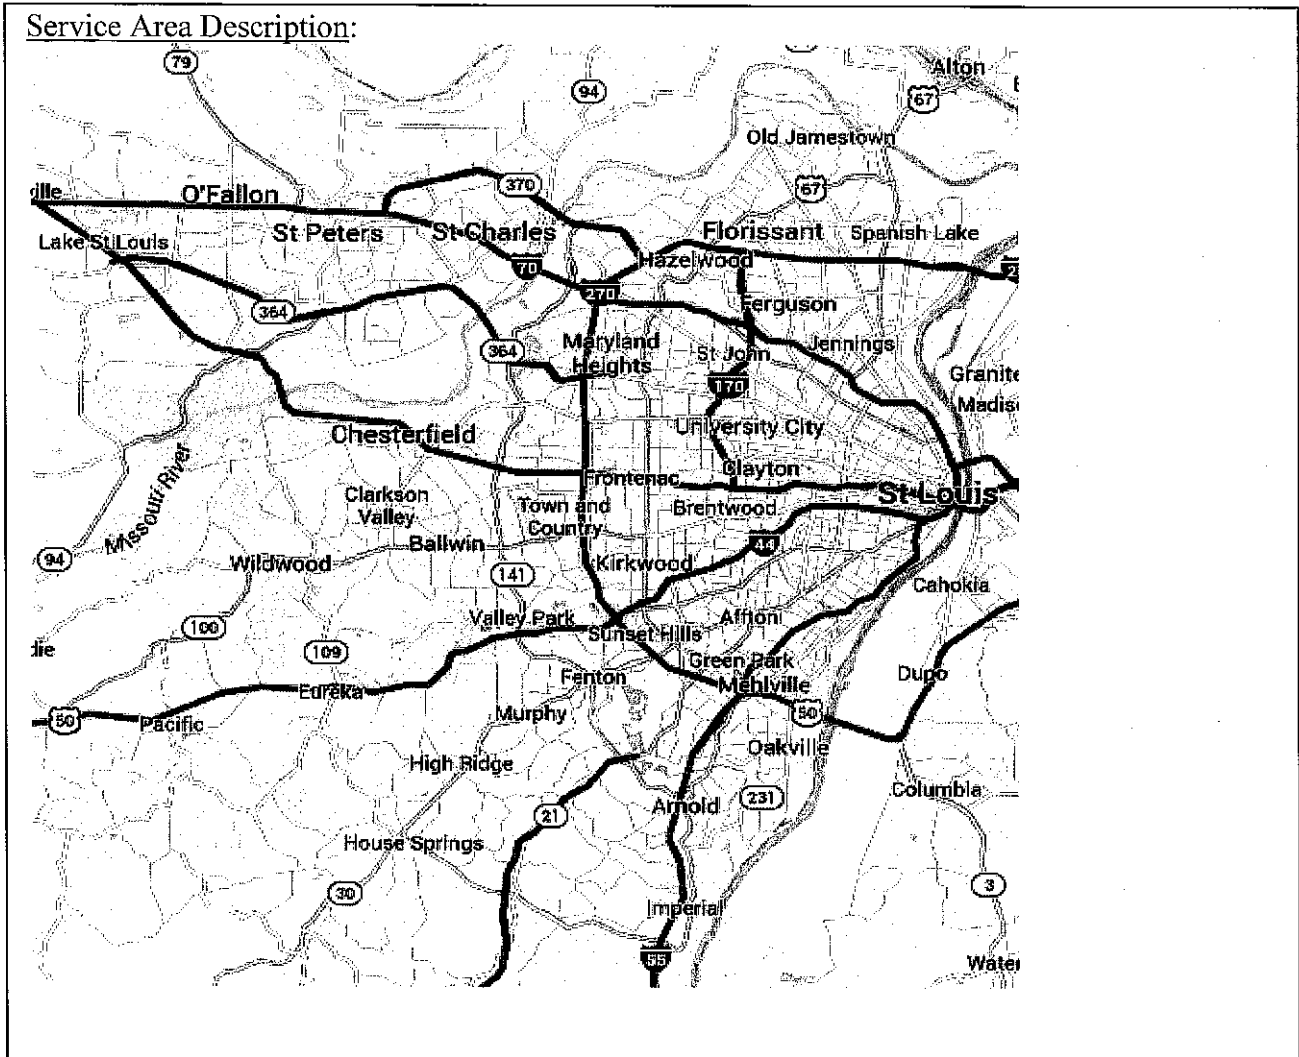 Service Area Description:
79
Alton
94
67
Old Jamestown
370
67
ville
O'Fallon
St Peters
St Charles
Florissant
Spanish Lake
Lake St Louis
Hazelwood
70
270
364
Ferguson
364
Maryland
Heights
St John
Jennings
170
Granite
Madis
Chesterfield
University City
Clayton
Missouri River
Frontenac
St Louis
Clarkson
Valley
Town and
Country
Brentwood
94
Wildwood
Ballwin
44
141
Kirkwood
Cahokia
100
Valley Park
Sunset Hills
Affton
die
109
Green Park
Fenton
Mehlville
Dupo
Eureka
50
Pacific
Murphy
50
Oakville
High Ridge
Columbia
21
Arnold
231
House Springs
30
3
Imperial
55
Water